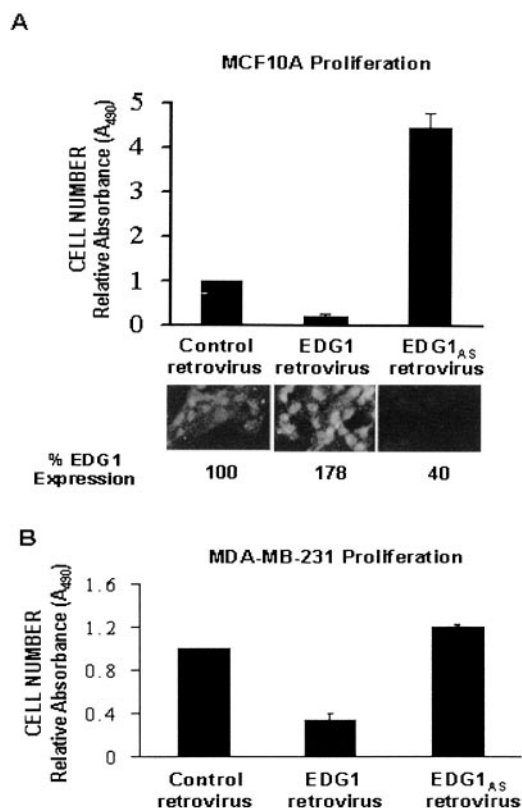 A
MCF10A Proliferation
CELL NUMBER
Relative Absorbance (A490)
5
4
3
2
1
0
Control
retrovirus
EDG1
retrovirus
EDG1AS
retrovirus
% EDG1
Expression
100
178
40
B
MDA-MB-231 Proliferation
CELL NUMBER
Relative Absorbance (A490)
1.6
1.2
0.8
0.4
0
Control
retrovirus
EDG1
retrovirus
EDG1AS
retrovirus